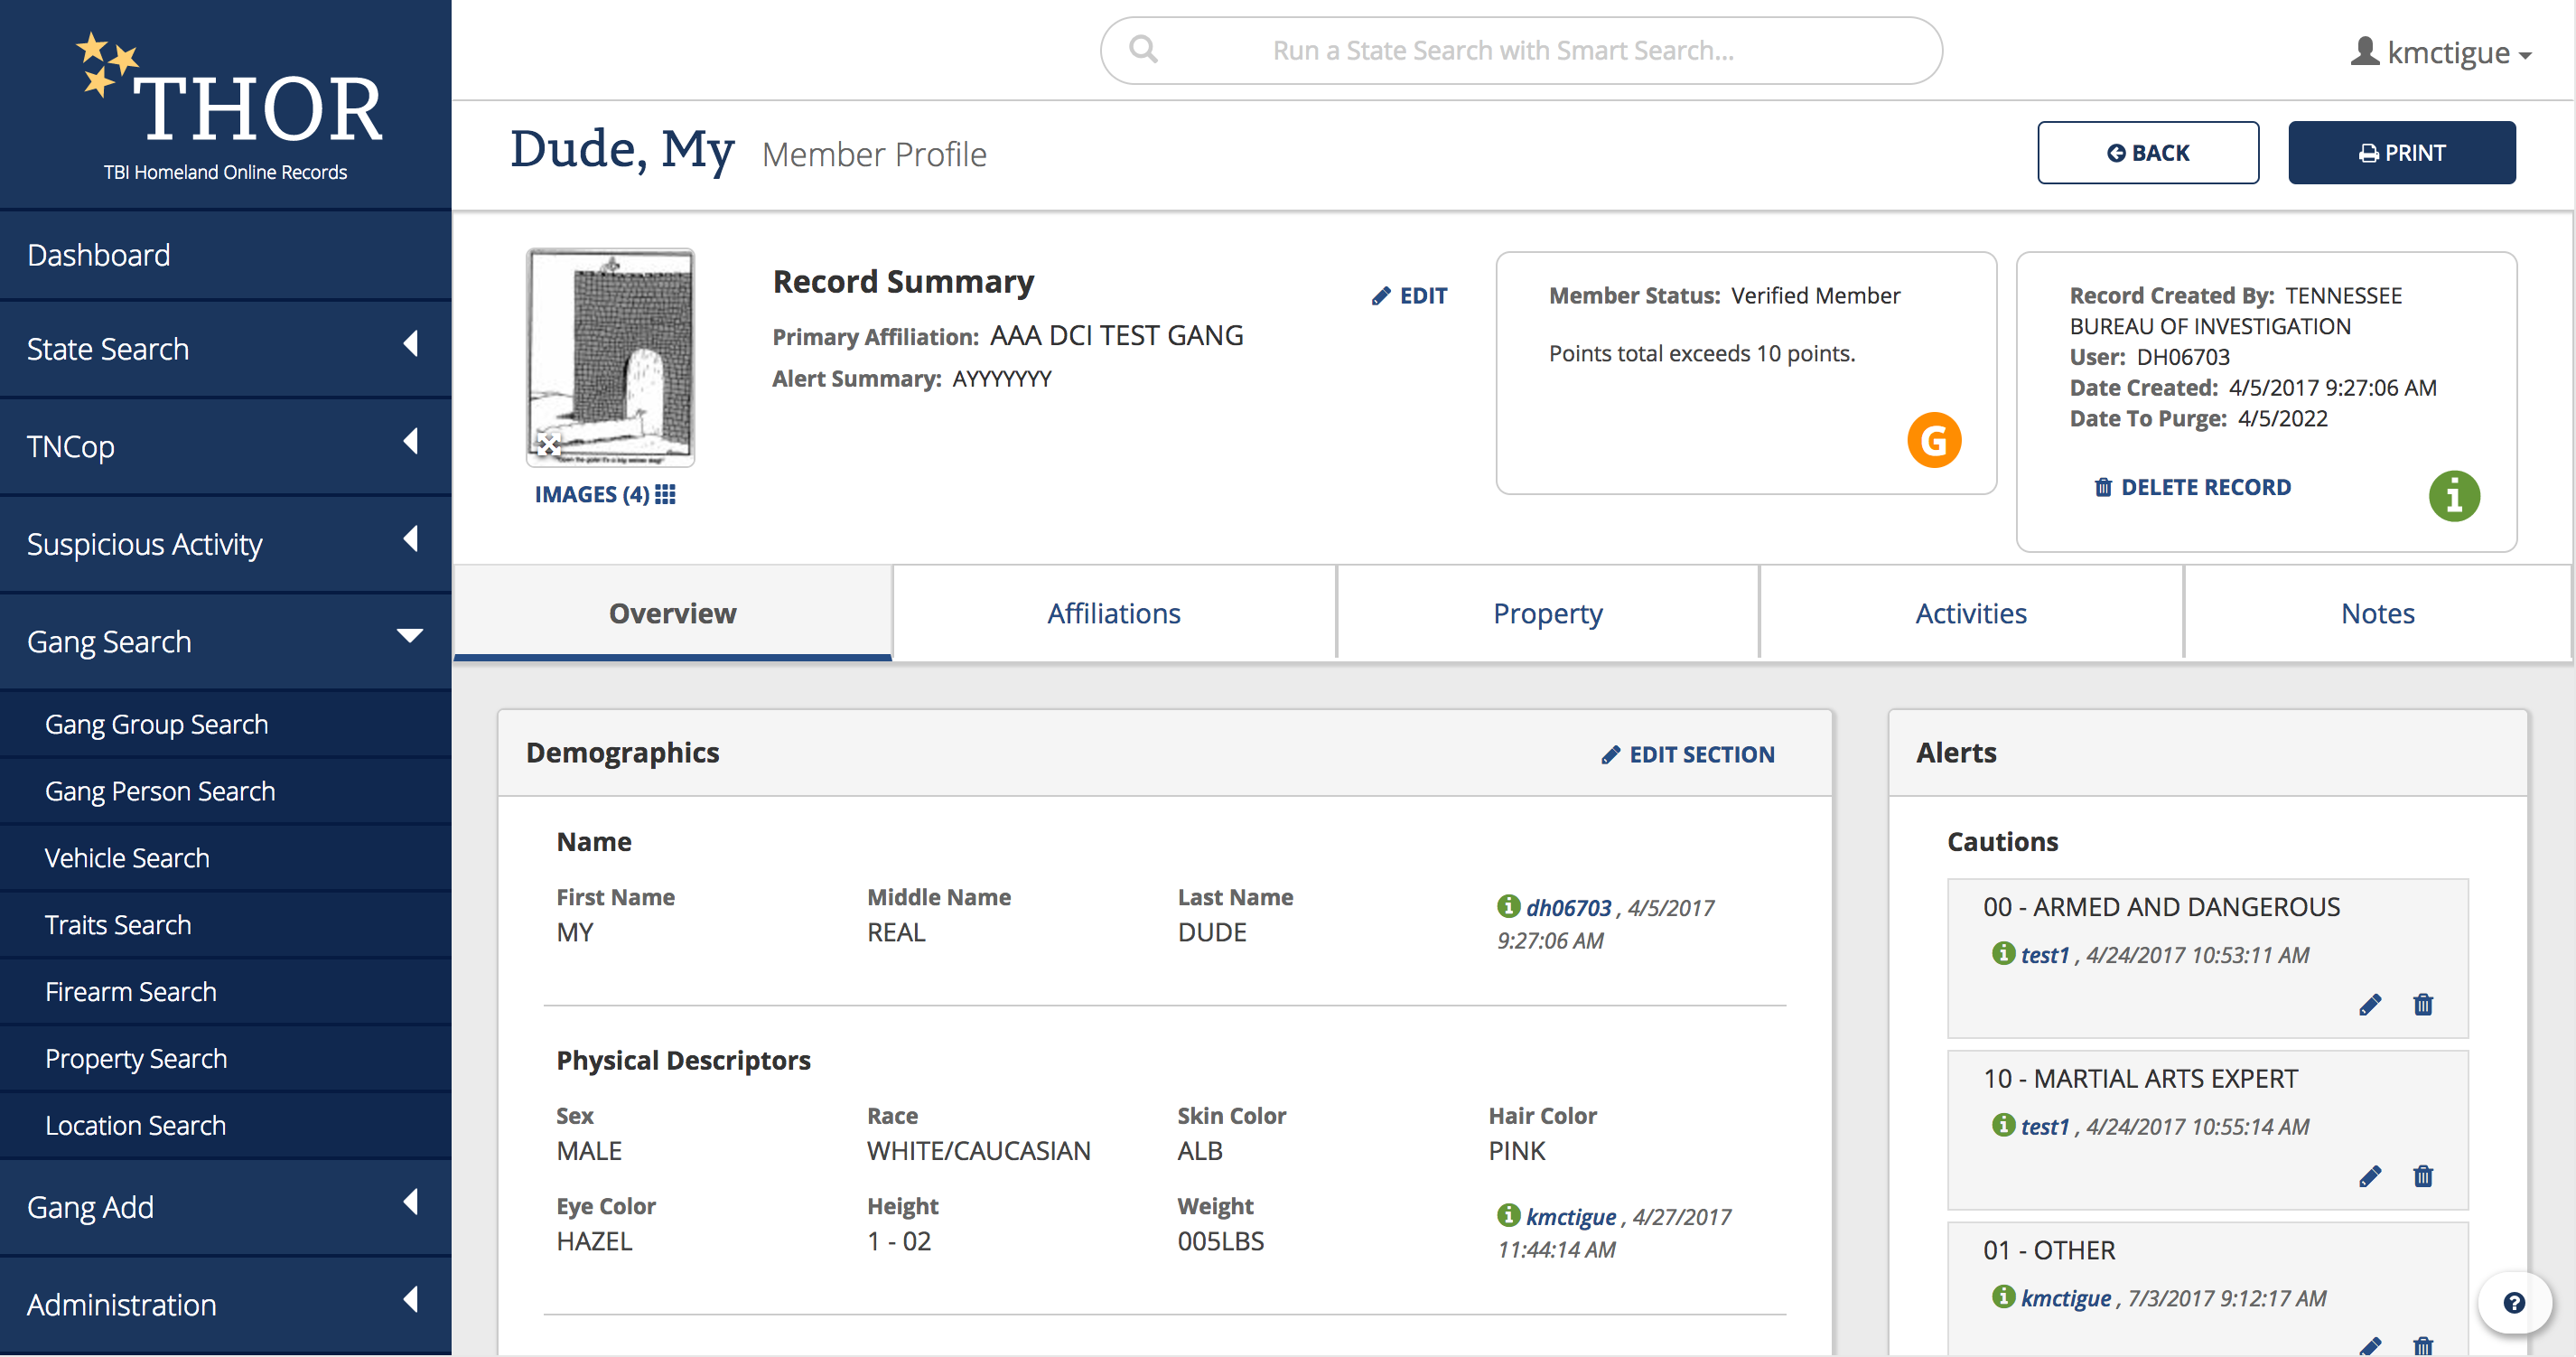 THOR
TBI Homeland Online Records
Dashboard
State Search
TNCop
Suspicious Activity
Gang Search
Gang Group Search
Gang Person Search
Vehicle Search
Traits Search
Firearm Search
Property Search
Location Search
Gang Add
Administration
Run a State Search with Smart Search...
kmctigue
Dude, My Member Profile
BACK
PRINT
IMAGES (4)
Record Summary
EDIT
Primary Affiliation: AAA DCI TEST GANG
Alert Summary: AYYYYYYY
Member Status: Verified Member
Points total exceeds 10 points.
G
Record Created By: TENNESSEE
BUREAU OF INVESTIGATION
User: DH06703
Date Created: 4/5/2017 9:27:06 AM
Date To Purge: 4/5/2022
DELETE RECORD
Overview
Affiliations
Property
Activities
Notes
Demographics
EDIT SECTION
Name
First Name
MY
Middle Name
REAL
Last Name
DUDE
dh06703 , 4/5/2017
9:27:06 AM
Physical Descriptors
Sex
MALE
Race
WHITE/CAUCASIAN
Skin Color
ALB
Hair Color
PINK
Eye Color
HAZEL
Height
1 - 02
Weight
005LBS
kmctigue , 4/27/2017
11:44:14 AM
Alerts
Cautions
00 - ARMED AND DANGEROUS
test1 , 4/24/2017 10:53:11 AM
10 - MARTIAL ARTS EXPERT
test1 , 4/24/2017 10:55:14 AM
01 - OTHER
kmctigue , 7/3/2017 9:12:17 AM